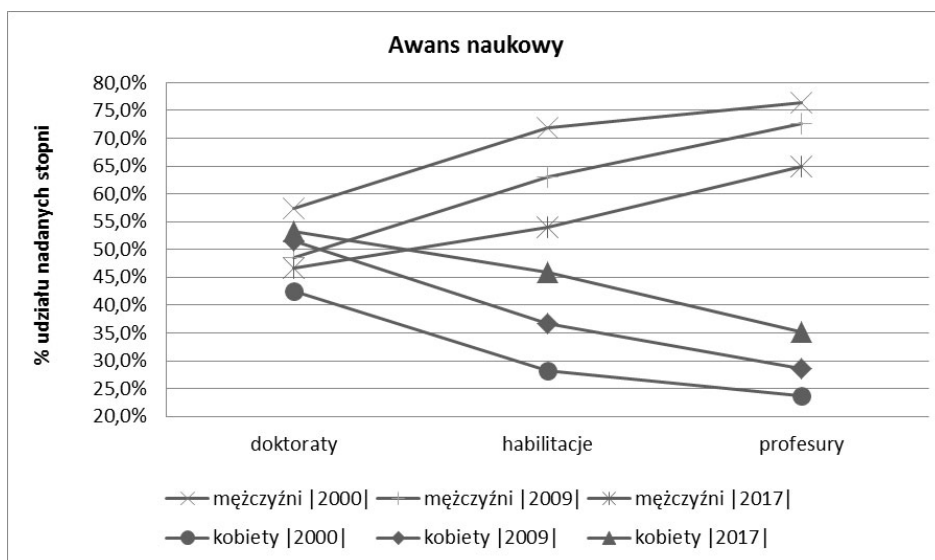 Awans naukowy
% udziału nadanych stopni
80,0%
75,0%
70,0%
65,0%
60,0%
55,0%
50,0%
45,0%
40,0%
35,0%
30,0%
25,0%
20,0%
doktoraty habilitacje profesury
mężczyźni |2000| mężczyźni |2009| mężczyźni |2017|
kobiety |2000| kobiety |2009| kobiety |2017|